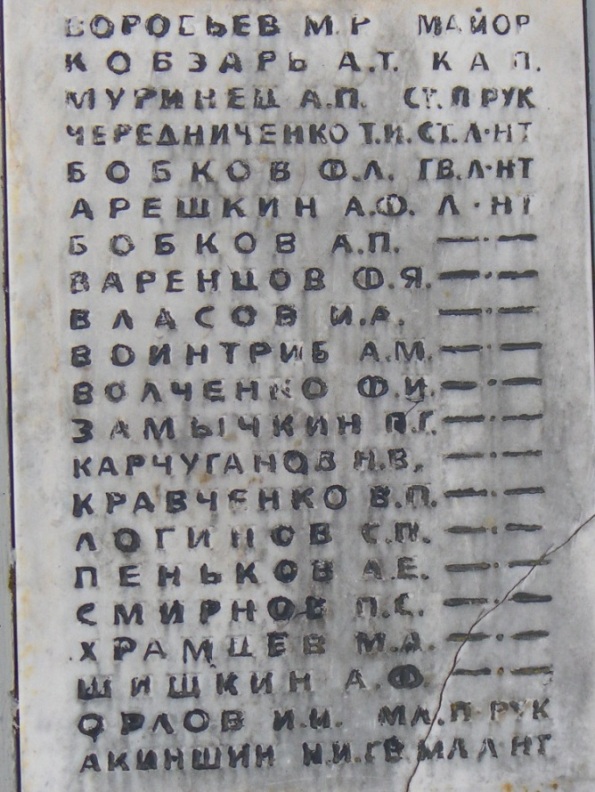 ВОРОБЬЕВ М.Р МАЙОР
КОБЗАРЬ А.Т. КАП.
МУРИНЕЦ А.П. СТ.ПРУК
ЧЕРЕДНИЧЕНКО Т.И.СТ.Л-НТ
БОБКОВ Ф.Л. ГВ.Л-НТ
АРЕШКИН А.Ф. Л-НТ
БОБКОВ А.П. —·—
ВАРЕНЦОВ Ф.Я. —·—
ВЛАСОВ И.А. —·—
ВОИНТРИБ А.М. —·—
ВОЛЧЕНКО Ф.И. —·—
ЗАМЫЧКИН П.Г. —·—
КАРЧУГАНОВ Н.В. —·—
КРАВЧЕНКО В.П. —·—
ЛОГИНОВ С.П. —·—
ПЕНЬКОВ А.Е. —·—
СМИРНОВ П.С. —·—
ХРАМЦЕВ М.А. —·—
ШИШКИН А.Ф. —·—
ОРЛОВ И.И. МЛ.П-РУК
АКИНШИН Н.И.ГВ.МЛ Л-НТ